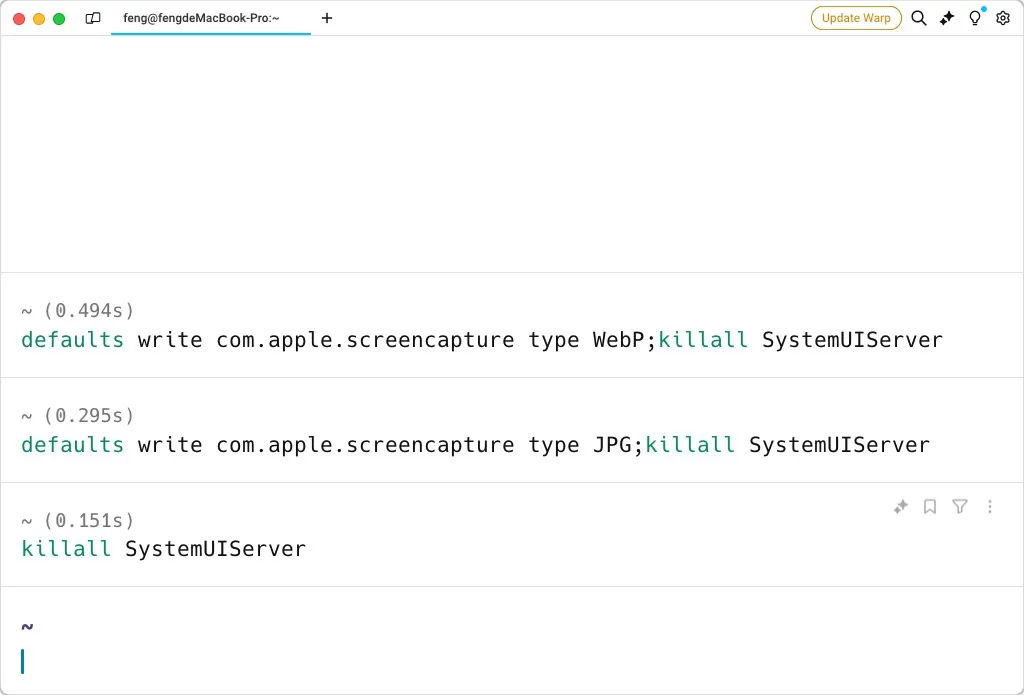 feng@fengdeMacBook-Pro:~
Update Warp
~ (0.494s)
defaults write com.apple.screencapture type WebP;killall SystemUIServer
~ (0.295s)
defaults write com.apple.screencapture type JPG;killall SystemUIServer
~ (0.151s)
killall SystemUIServer
~